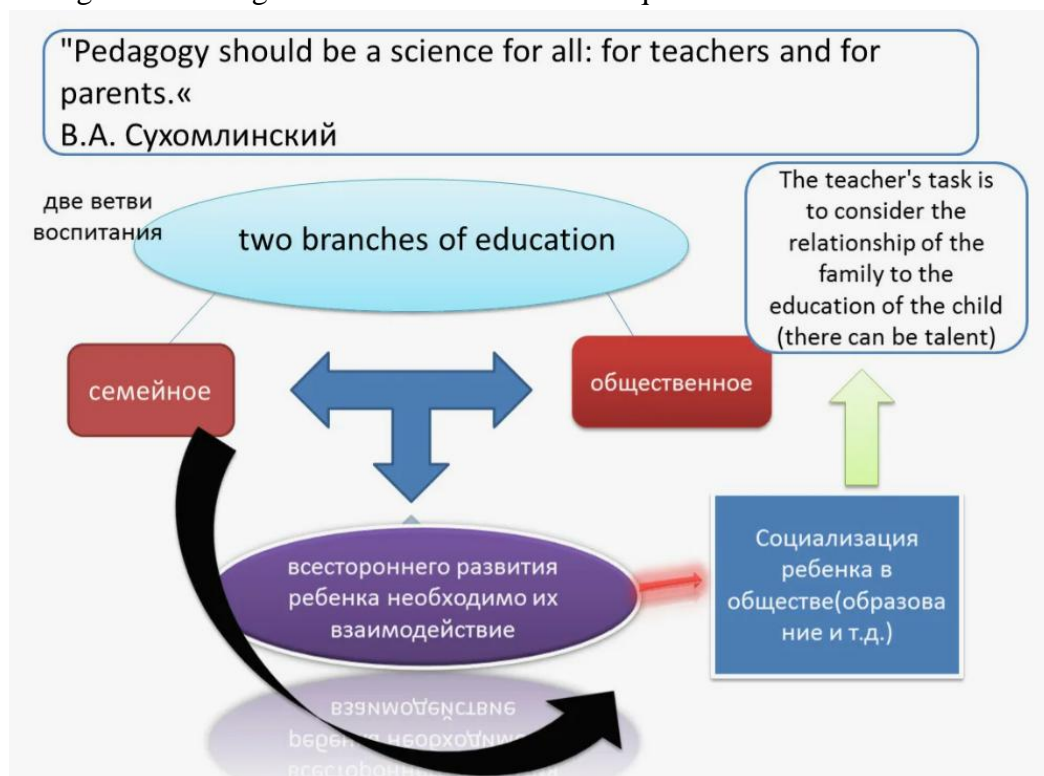 "Pedagogy should be a science for all: for teachers and for
parents.«
В.А. Сухомлинский
две ветви
воспитания
two branches of education
The teacher's task is
to consider the
relationship of the
family to the
education of the child
(there can be talent)
семейное
общественное
всестороннего развития
ребенка необходимо их
взаимодействие
Социализация
ребенка в
обществе(образова
ние и т.д.)